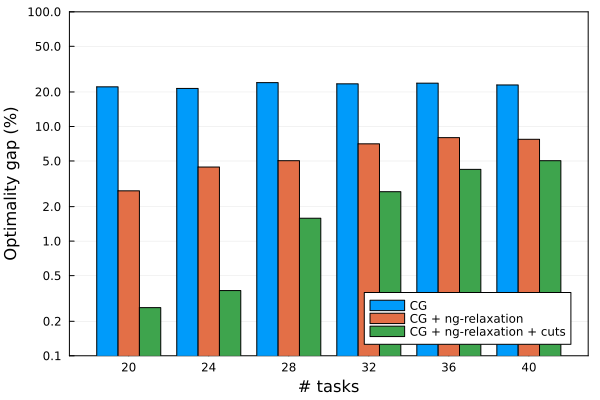 100.0
50.0
20.0
10.0
5.0
2.0
1.0
0.5
0.2
0.1
Optimality gap (%)
20 24 28 32 36 40
# tasks
CG
CG + ng-relaxation
CG + ng-relaxation + cuts